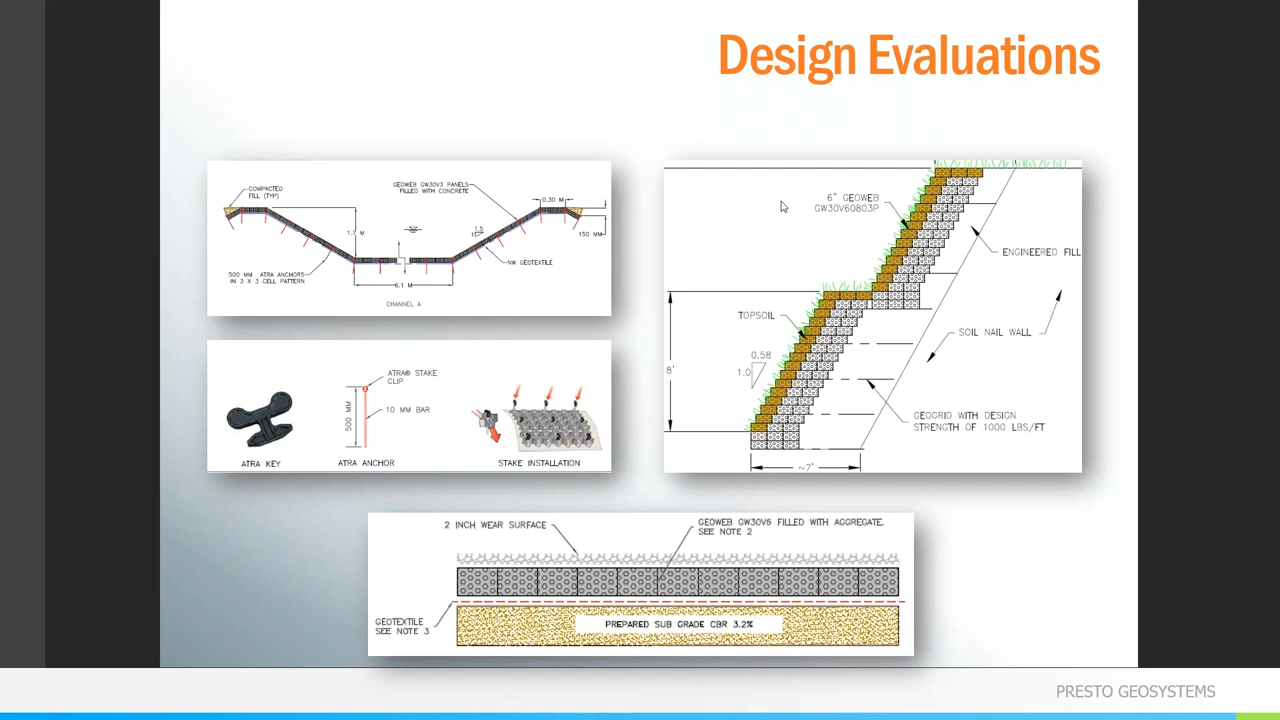 Design Evaluations
COMPACTED
FILL (TYP)
GEOWEB GW30V3 PANELS
FILLED WITH CONCRETE
0.30 M
1.7 M
1.5
1
150 MM
NW GEOTEXTILE
500 MM ATRA ANCHORS
IN 3 X 3 CELL PATTERN
6.1 M
CHANNEL A
ATRA® STAKE
CLIP
500 MM
10 MM BAR
ATRA KEY
ATRA ANCHOR
STAKE INSTALLATION
6" GEOWEB
GW30V60803P
ENGINEERED FILL
TOPSOIL
SOIL NAIL WALL
0.58
1.0
8'
GEOGRID WITH DESIGN
STRENGTH OF 1000 LBS/FT
~7'
2 INCH WEAR SURFACE
GEOWEB GW30V6 FILLED WITH AGGREGATE.
SEE NOTE 2
GEOTEXTILE
SEE NOTE 3
PREPARED SUB GRADE CBR 3.2%
PRESTO GEOSYSTEMS